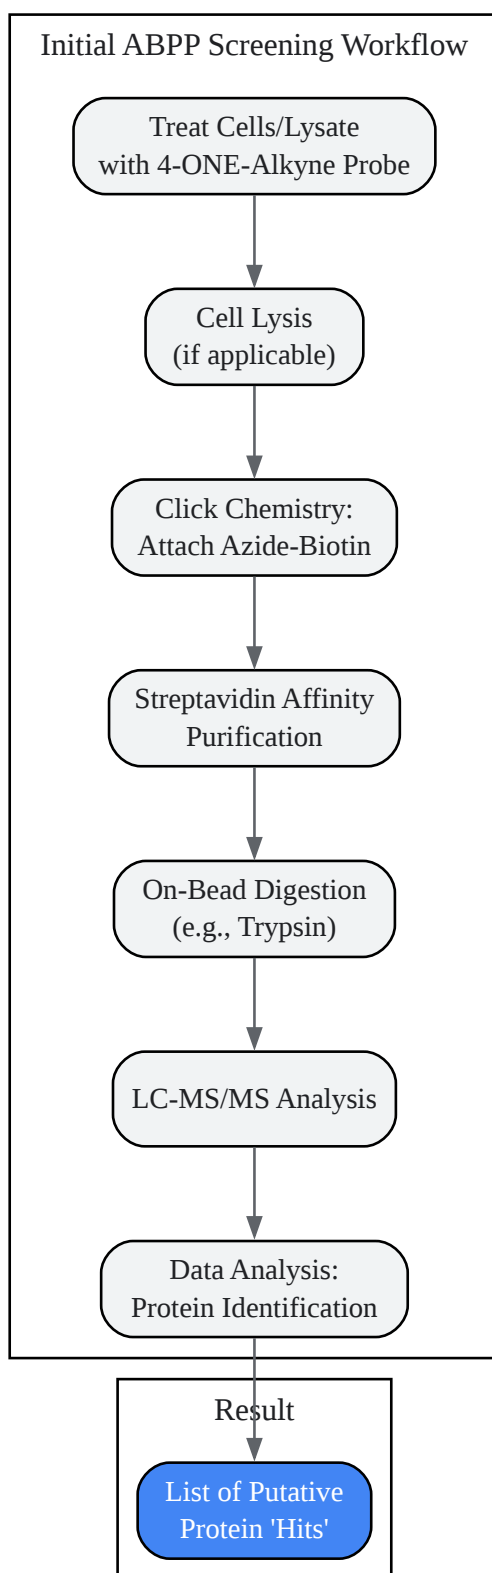 Initial ABPP Screening Workflow
Treat Cells/Lysate
with 4-ONE-Alkyne Probe
Cell Lysis
(if applicable)
Click Chemistry:
Attach Azide-Biotin
Streptavidin Affinity
Purification
On-Bead Digestion
(e.g., Trypsin)
LC-MS/MS Analysis
Data Analysis:
Protein Identification
Result
List of Putative
Protein 'Hits'